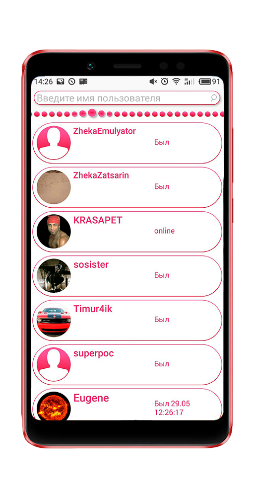 14:26
91
Введите имя пользователя
ZhekaEmulyator
Был
ZhekaZatsarin
Был
KRASAPET
online
sosister
Был
Timur4ik
Был
superpoc
Был
Eugene
Был 29.05
12:26:17